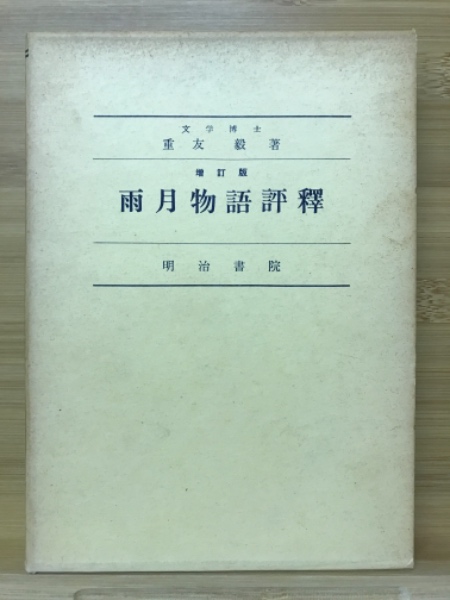 文学博士
重友毅著
増訂版
雨月物語評釋
明治書院